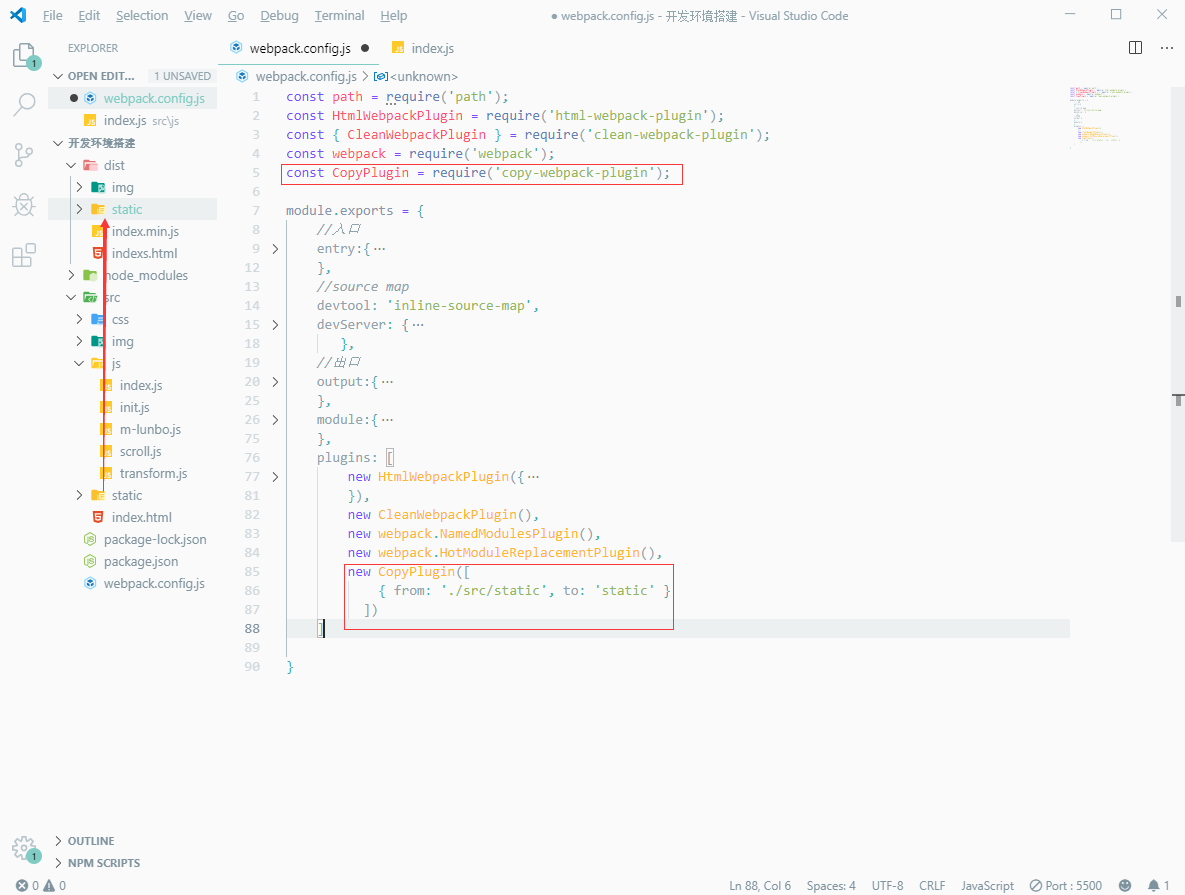 File Edit Selection View Go Debug Terminal Help
● webpack.config.js - 开发环境搭建 - Visual Studio Code
EXPLORER
OPEN EDIT... 1 UNSAVED
webpack.config.js
index.js src\js
开发环境搭建
dist
img
static
index.min.js
indexs.html
node_modules
src
css
img
js
index.js
init.js
m-lunbo.js
scroll.js
transform.js
static
index.html
package-lock.json
package.json
webpack.config.js
OUTLINE
NPM SCRIPTS
1
1
webpack.config.js ● index.js
webpack.config.js > <unknown>
1 const path = require('path');
2 const HtmlWebpackPlugin = require('html-webpack-plugin');
3 const { CleanWebpackPlugin } = require('clean-webpack-plugin');
4 const webpack = require('webpack');
5 const CopyPlugin = require('copy-webpack-plugin');
6
7 module.exports = {
8 //入口
9 entry:{…
12 },
13 //source map
14 devtool: 'inline-source-map',
15 devServer: {…
18 },
19 //出口
20 output:{…
25 },
26 module:{…
75 },
76 plugins: [
77 new HtmlWebpackPlugin({…
81 }),
82 new CleanWebpackPlugin(),
83 new webpack.NamedModulesPlugin(),
84 new webpack.HotModuleReplacementPlugin(),
85 new CopyPlugin([
86 { from: './src/static', to: 'static' }
87 ])
88 ]
89
90 }
0 0 Ln 88, Col 6 Spaces: 4 UTF-8 CRLF JavaScript Port : 5500 1